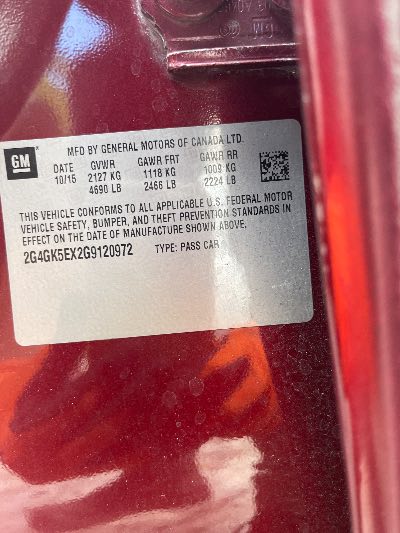 GM
MFD BY GENERAL MOTORS OF CANADA LTD.
DATE GVWR GAWR FRT GAWR RR
10/15 2127 KG 1118 KG 1009 KG
4690 LB 2466 LB 2224 LB
THIS VEHICLE CONFORMS TO ALL APPLICABLE U.S. FEDERAL MOTOR
VEHICLE SAFETY, BUMPER, AND THEFT PREVENTION STANDARDS IN
EFFECT ON THE DATE OF MANUFACTURE SHOWN ABOVE.
2G4GK5EX2G9120972 TYPE: PASS CAR